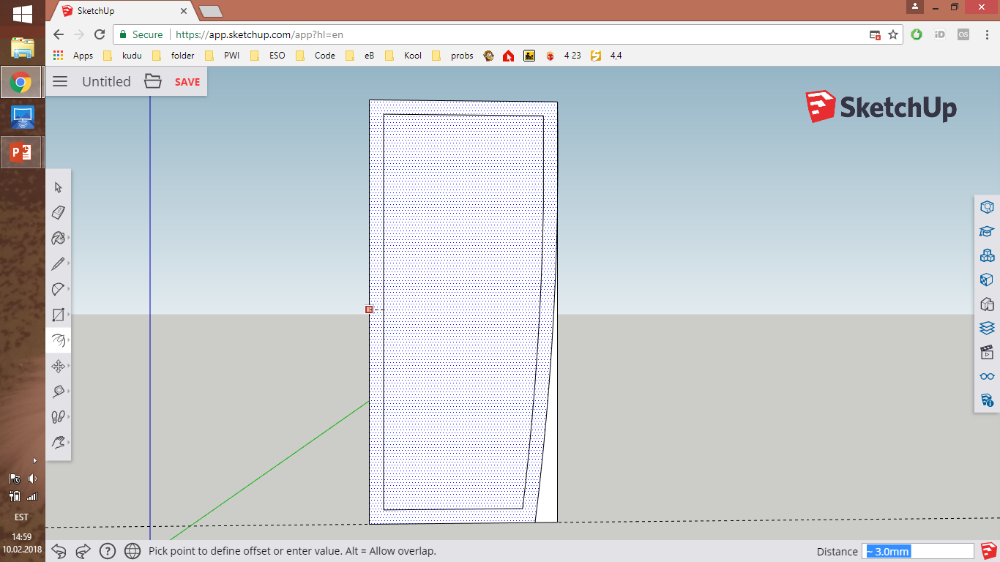 SketchUp
Secure https://app.sketchup.com/app?hl=en
Apps kudu folder PWI ESO Code eB Kool probs 4 23 4,4
Untitled SAVE
SketchUp
EST
14:59
10.02.2018
Pick point to define offset or enter value. Alt = Allow overlap.
Distance ~ 3.0mm